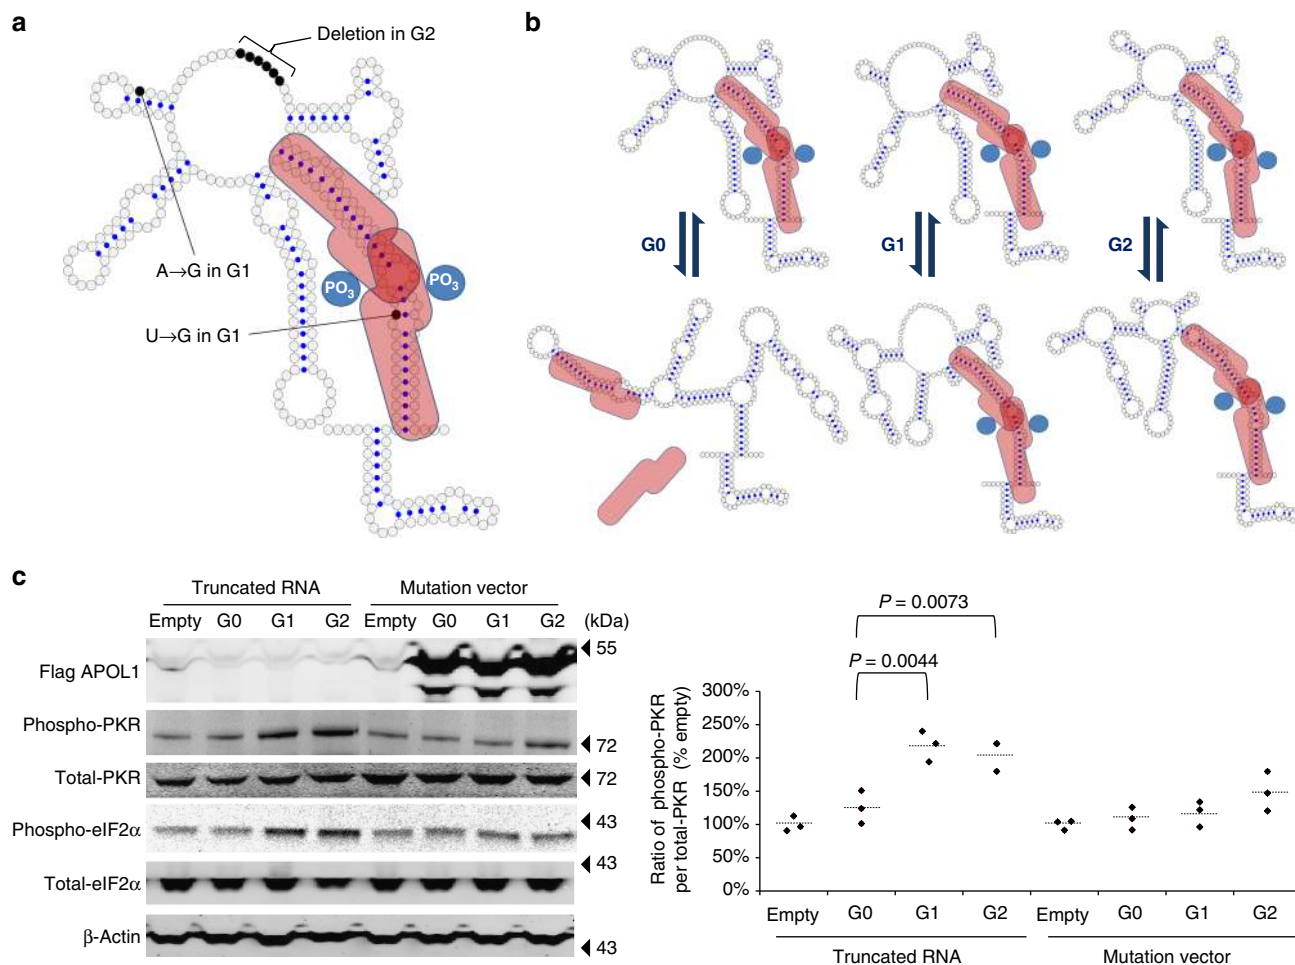 a
Deletion in G2
A→G in G1
PO3
PO3
U→G in G1
b
G0
G1
G2
c
Truncated RNA
Mutation vector
Empty G0 G1 G2 Empty G0 G1 G2 (kDa)
Flag APOL1
55
Phospho-PKR
72
Total-PKR
72
Phospho-eIF2α
43
43
Total-eIF2α
β-Actin
43
P = 0.0073
P = 0.0044
Ratio of phospho-PKR
per total-PKR (% empty)
300%
250%
200%
150%
100%
50%
0%
Empty G0 G1 G2 Empty G0 G1 G2
Truncated RNA
Mutation vector